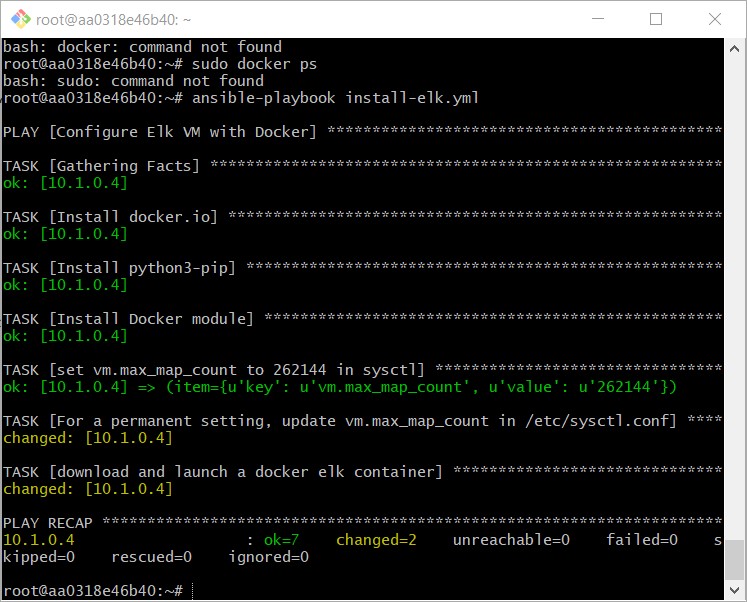 root@aa0318e46b40: ~
bash: docker: command not found
root@aa0318e46b40:~# sudo docker ps
bash: sudo: command not found
root@aa0318e46b40:~# ansible-playbook install-elk.yml
PLAY [Configure Elk VM with Docker] ********************************************
TASK [Gathering Facts] *********************************************************
ok: [10.1.0.4]
TASK [Install docker.io] *******************************************************
ok: [10.1.0.4]
TASK [Install python3-pip] *****************************************************
ok: [10.1.0.4]
TASK [Install Docker module] ***************************************************
ok: [10.1.0.4]
TASK [set vm.max_map_count to 262144 in sysctl] ********************************
ok: [10.1.0.4] => (item={u'key': u'vm.max_map_count', u'value': u'262144'})
TASK [For a permanent setting, update vm.max_map_count in /etc/sysctl.conf] ****
changed: [10.1.0.4]
TASK [download and launch a docker elk container] ******************************
changed: [10.1.0.4]
PLAY RECAP *********************************************************************
10.1.0.4                   : ok=7    changed=2    unreachable=0    failed=0    s
kipped=0    rescued=0    ignored=0
root@aa0318e46b40:~#